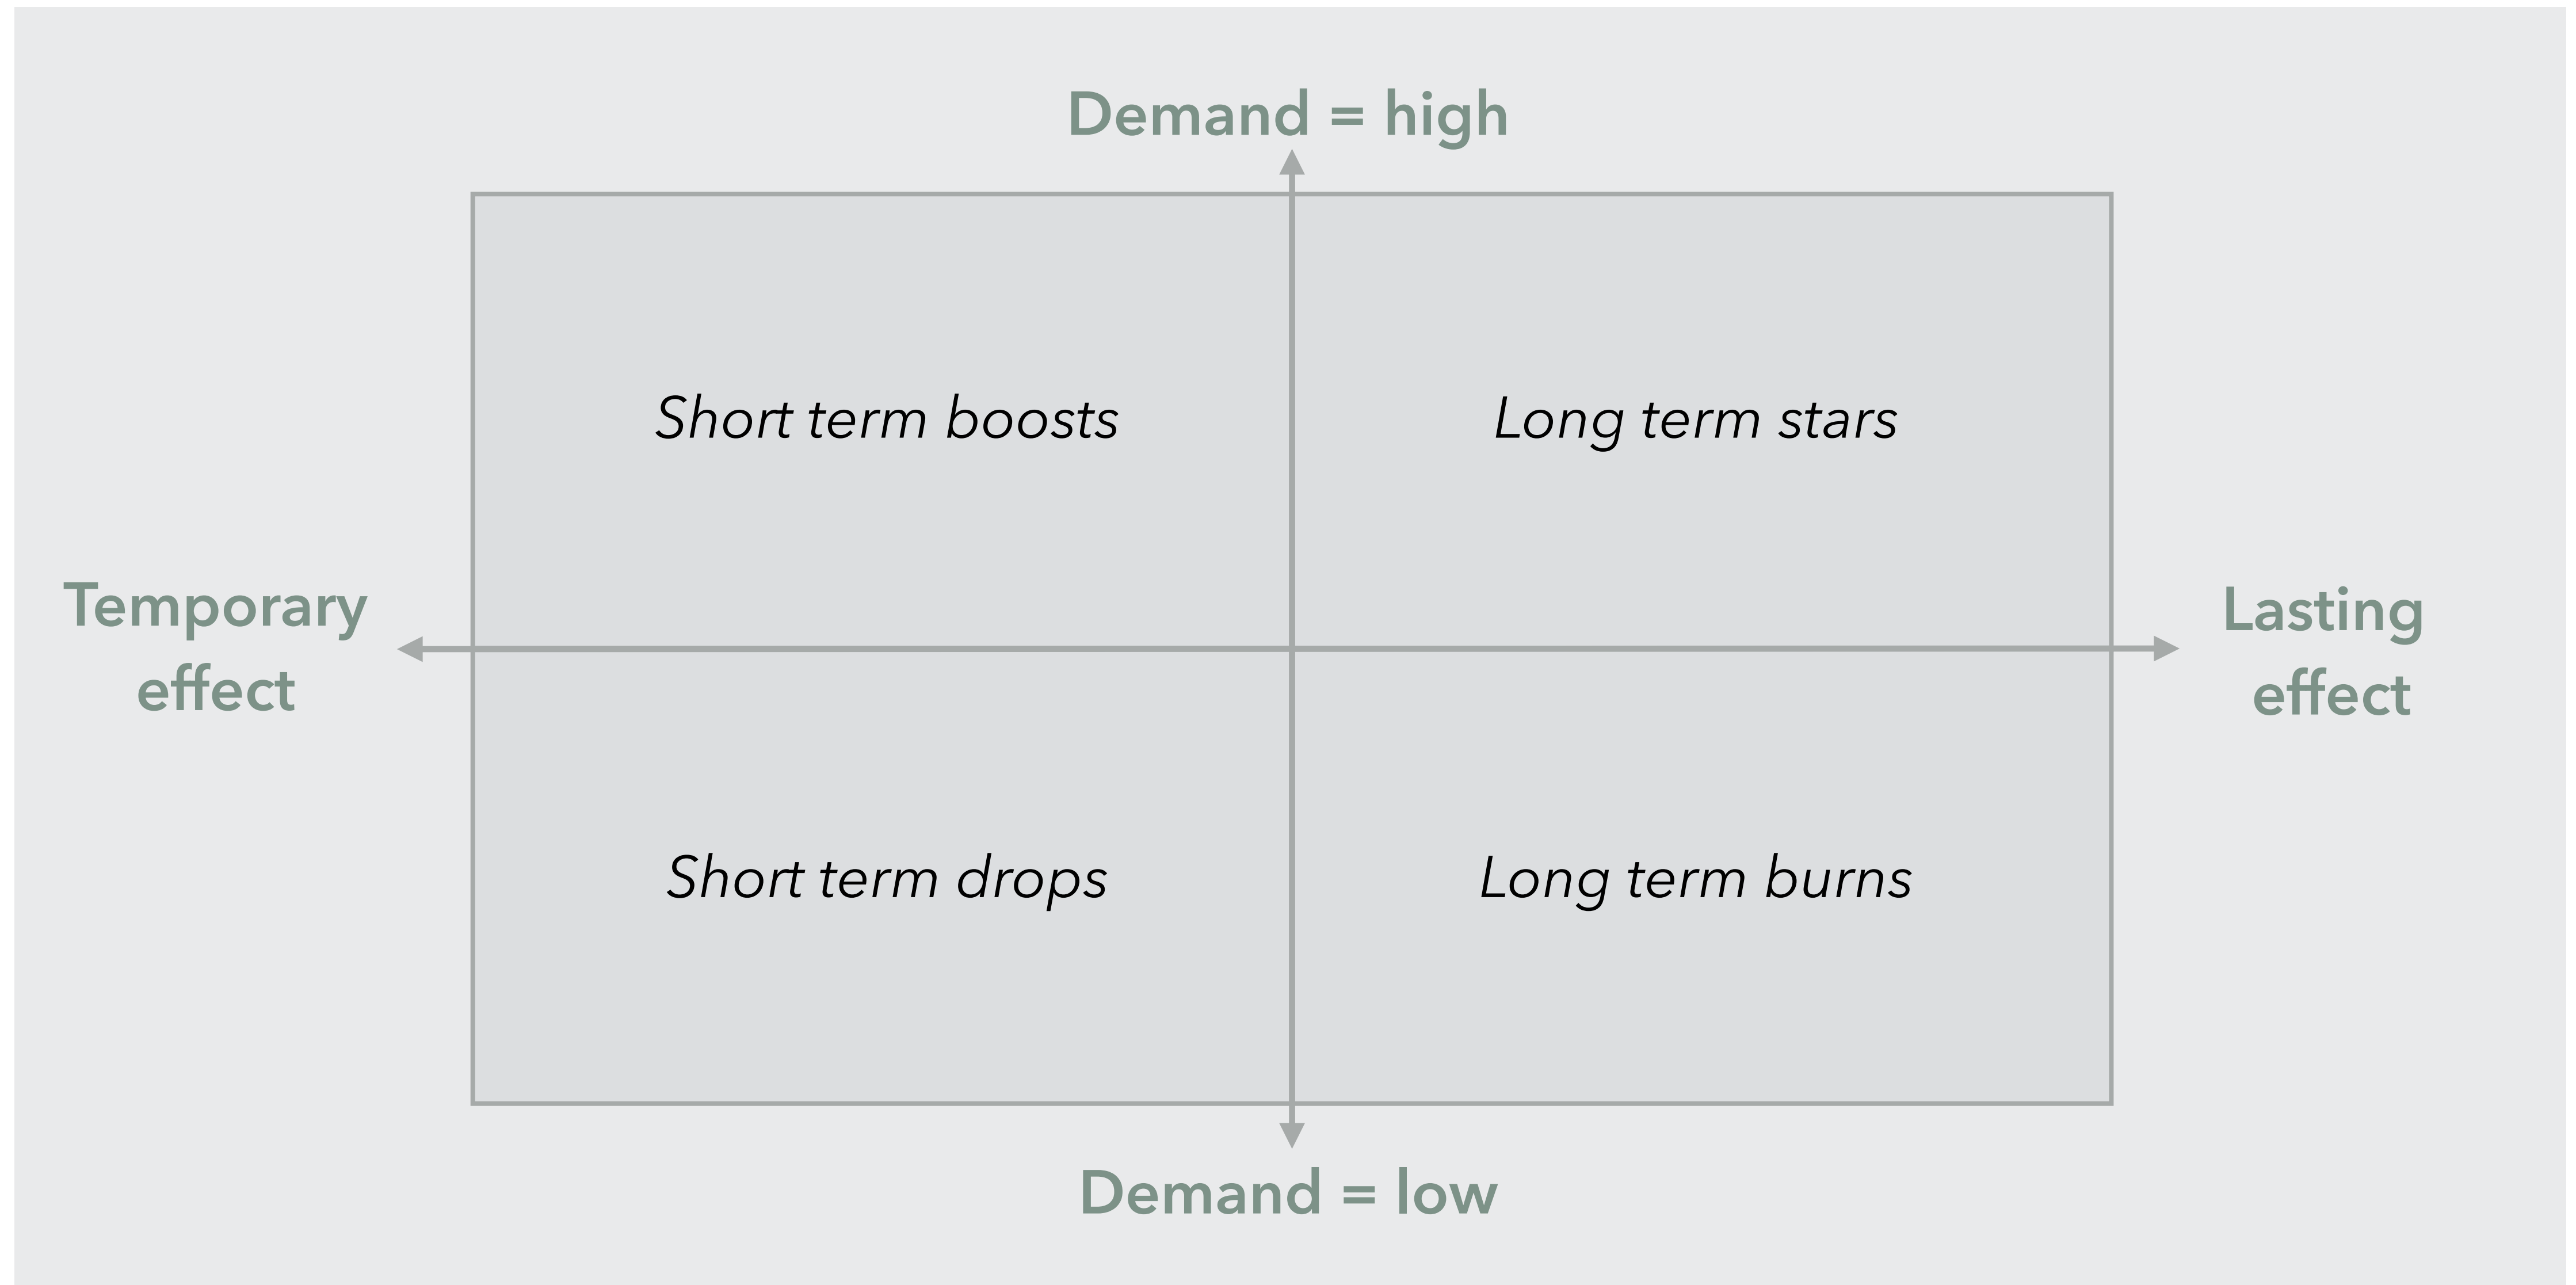 Demand = high
Short term boosts
Long term stars
Temporary
effect
Lasting
effect
Short term drops
Long term burns
Demand = low